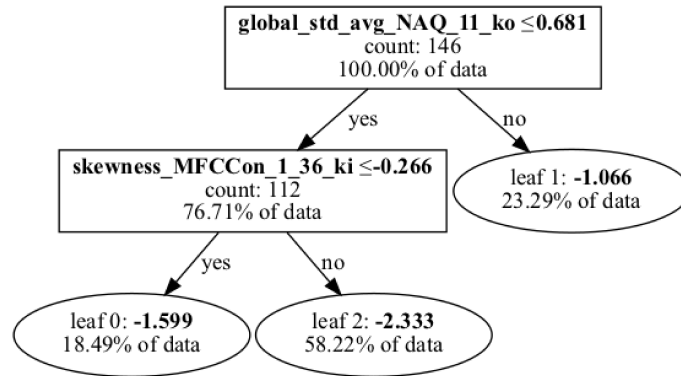 global_std_avg_NAQ_11_ko ≤0.681
count: 146
100.00% of data
yes
no
skewness_MFCCon_1_36_ki ≤-0.266
count: 112
76.71% of data
leaf 1: -1.066
23.29% of data
yes
no
leaf 0: -1.599
18.49% of data
leaf 2: -2.333
58.22% of data